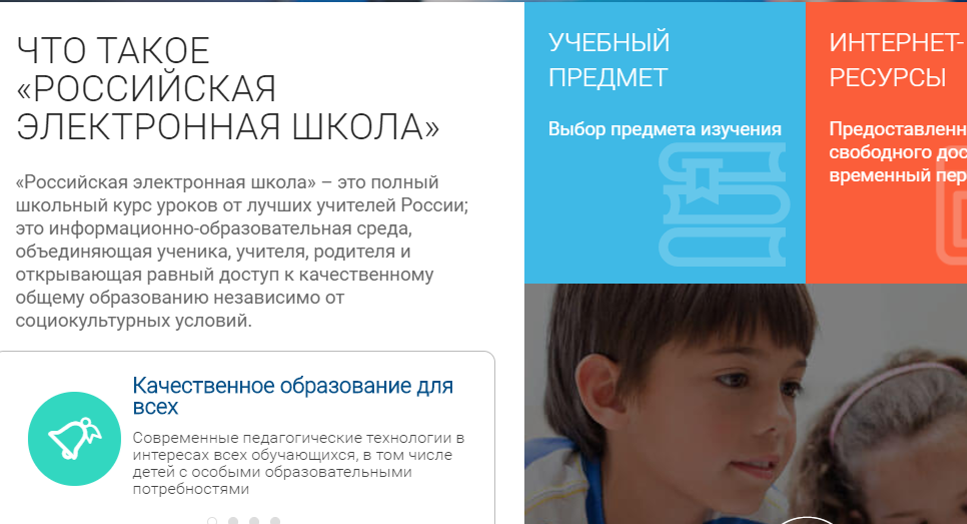 ЧТО ТАКОЕ
«РОССИЙСКАЯ
ЭЛЕКТРОННАЯ ШКОЛА»
«Российская электронная школа» – это полный
школьный курс уроков от лучших учителей России;
это информационно-образовательная среда,
объединяющая ученика, учителя, родителя и
открывающая равный доступ к качественному
общему образованию независимо от
социокультурных условий.
Качественное образование для
всех
Современные педагогические технологии в
интересах всех обучающихся, в том числе
детей с особыми образовательными
потребностями
УЧЕБНЫЙ
ПРЕДМЕТ
Выбор предмета изучения
ИНТЕРНЕТ-
РЕСУРСЫ
Предоставленн
свободного дос
временный пер